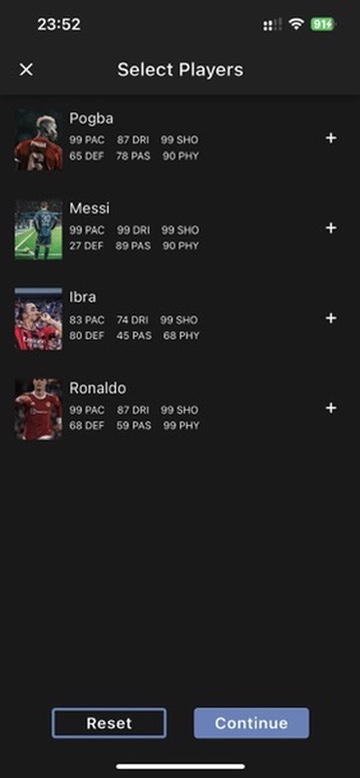 23:52
91
Select Players
Pogba
99 PAC 87 DRI 99 SHO
65 DEF 78 PAS 90 PHY
Messi
99 PAC 99 DRI 99 SHO
27 DEF 89 PAS 90 PHY
Ibra
83 PAC 74 DRI 99 SHO
80 DEF 45 PAS 68 PHY
Ronaldo
99 PAC 87 DRI 99 SHO
68 DEF 59 PAS 99 PHY
Reset
Continue